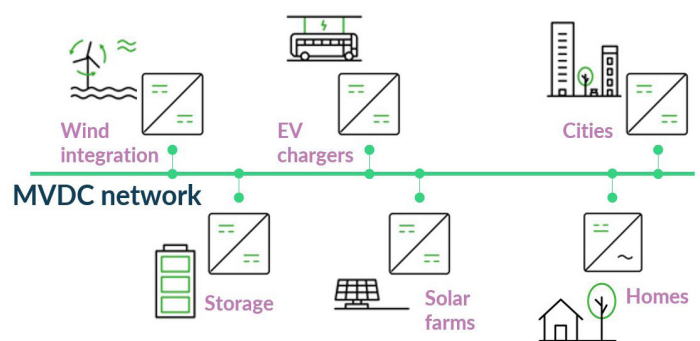 Wind
integration
EV
chargers
Cities
MVDC network
Storage
Solar
farms
Homes